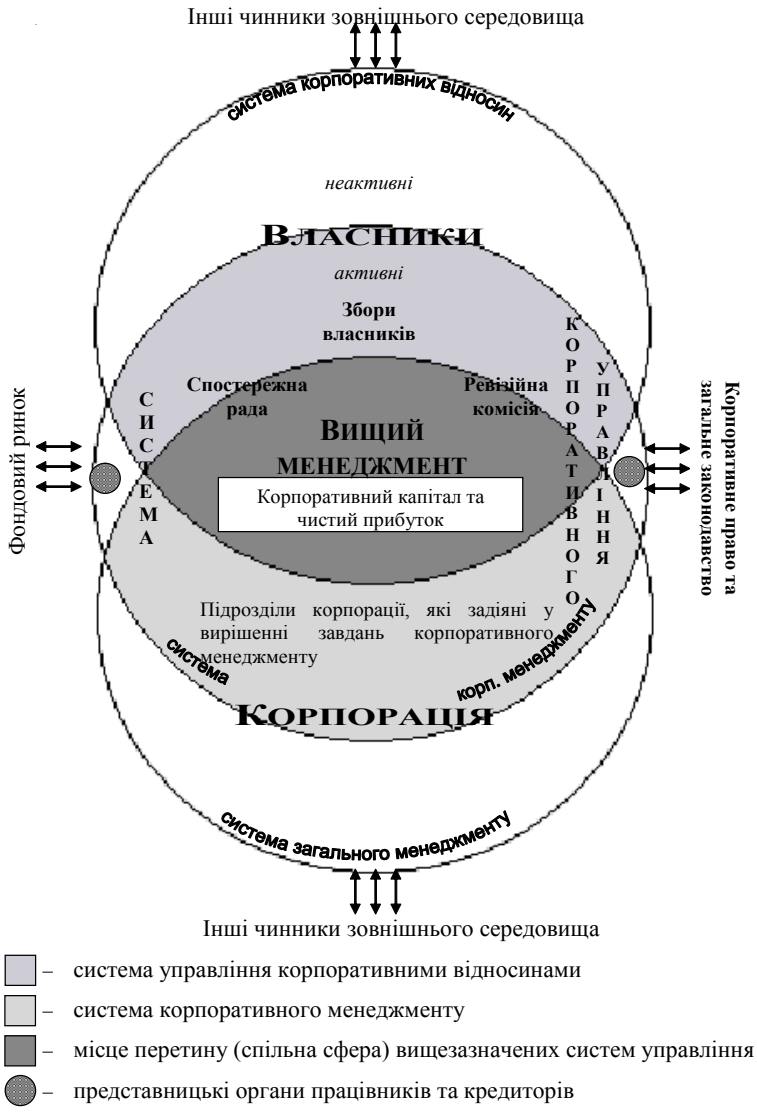 Інші чинники зовнішнього середовища
система корпоративних відносин
неактивні
ВЛАСНИКИ
активні
Збори
власників
Спостережна
рада
Ревізійна
комісія
СИСТЕМА
КОРПОРАТИВНОГО
УПРАВЛІННЯ
ВИЩИЙ
МЕНЕДЖМЕНТ
Корпоративний капітал та
чистий прибуток
Фондовий ринок
Корпоративне право та
загальне законодавство
Підрозділи корпорації, які задіяні у
вирішенні завдань корпоративного
менеджменту
система
корп. менеджменту
КОРПОРАЦІЯ
система загального менеджменту
Інші чинники зовнішнього середовища
– система управління корпоративними відносинами
– система корпоративного менеджменту
– місце перетину (спільна сфера) вищезазначених систем управління
– представницькі органи працівників та кредиторів